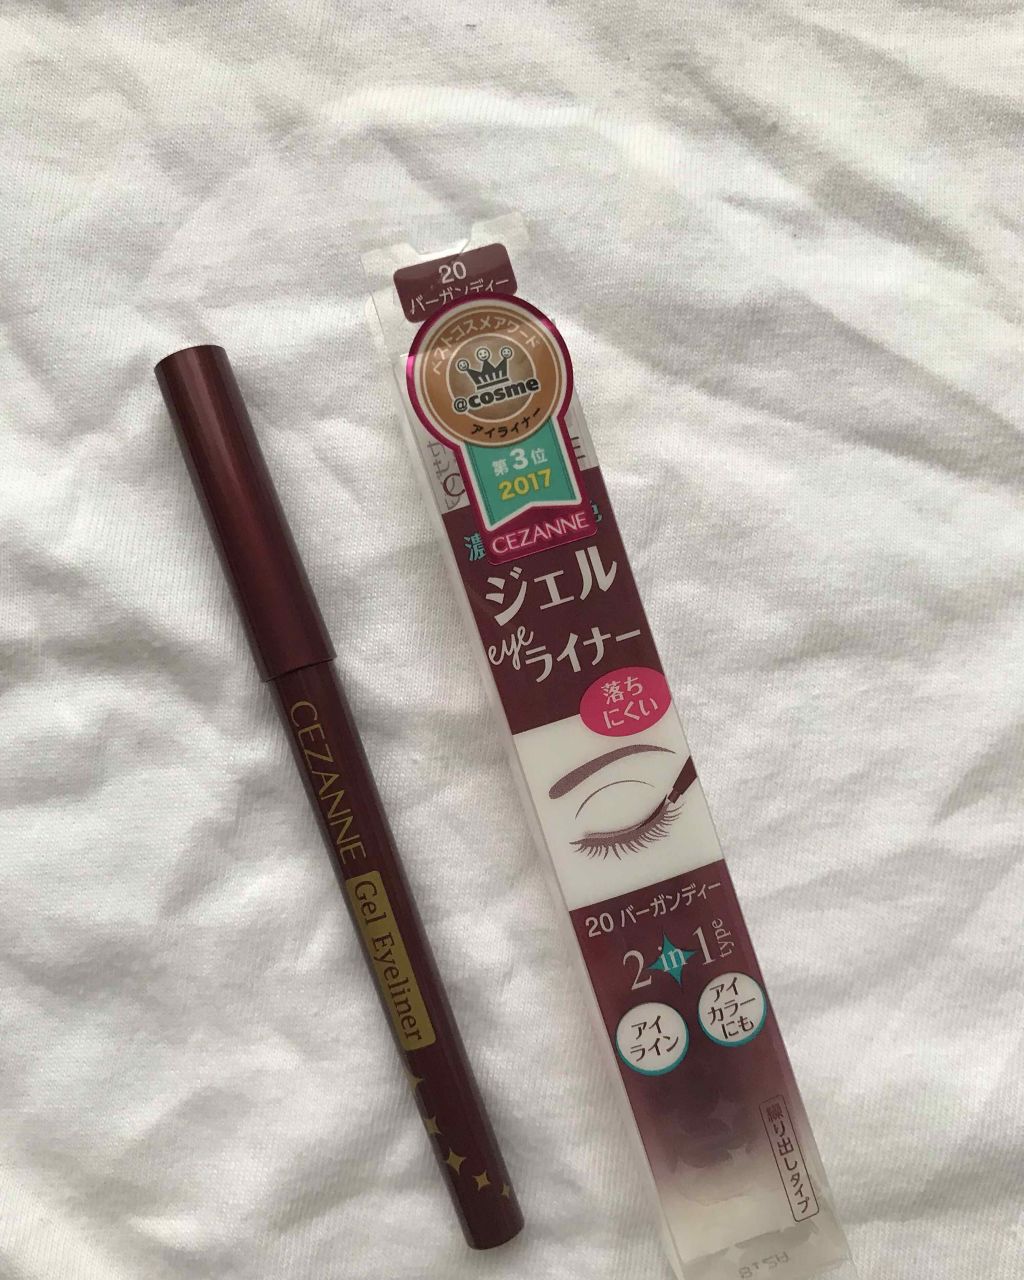 20
バーガンディー
ベストコスメアワード
@cosme
アイライナー
第3位
2017
CEZANNE
濃
ジェル
eye
ライナー
落ち
にくい
20 バーガンディー
2 in 1 type
アイ
ライン
アイ
カラー
にも
繰り出しタイプ
CEZANNE
Gel Eyeliner